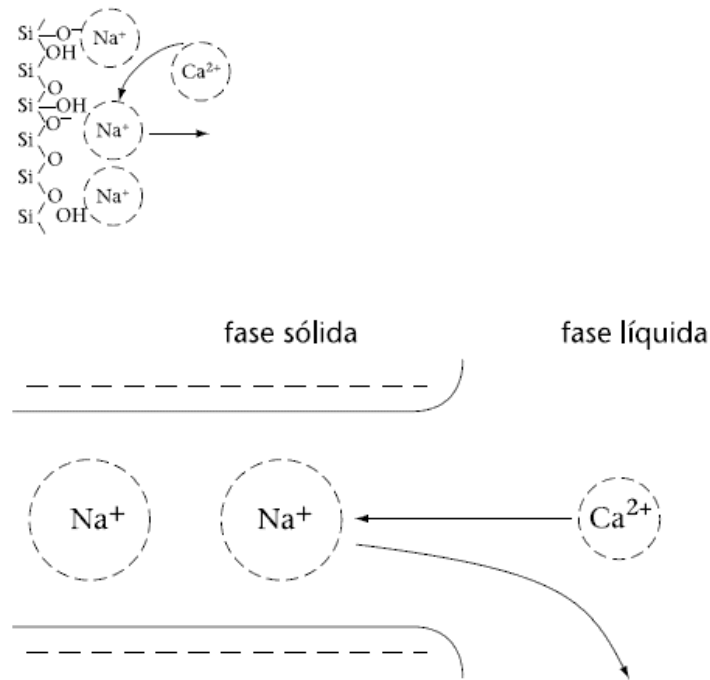 Si O⁻ Na⁺
OH
Si Ca²⁺
O
Si OH
O⁻ Na⁺
Si
O
Si
O Na⁺
Si OH
fase sólida fase líquida
Na⁺ Na⁺ Ca²⁺